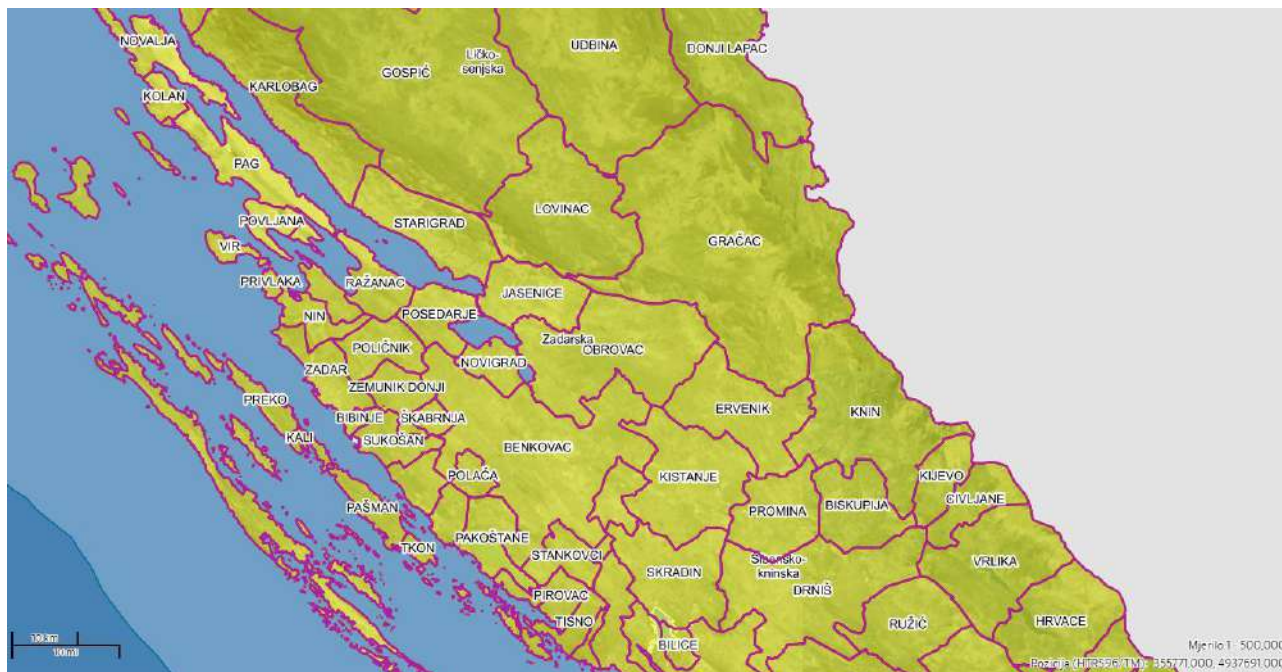 NOVALJA
UDBINA
DONJI LAPAC
Ličko-
senjska
GOSPIĆ
KARLOBAG
KOLAN
PAG
LOVINAC
POVLJANA
STARIGRAD
GRAČAC
VIR
PRIVLAKA
RAŽANAC
JASENICE
NIN
POSEDARJE
Zadarska
OBROVAC
POLIČNIK
NOVIGRAD
ZADAR
ZEMUNIK DONJI
PREKO
ERVENIK
KNIN
BIBINJE
ŠKABRNJA
KALI
SUKOŠAN
BENKOVAC
POLAČA
KISTANJE
KIJEVO
CIVLJANE
PAŠMAN
PROMINA
BISKUPIJA
TKON
PAKOŠTANE
STANKOVCI
SKRADIN
Šibensko-
kninska
DRNIŠ
VRLIKA
PIROVAC
TISNO
RUŽIĆ
HRVACE
BILICE
10 km
10 mi
Mjerilo 1 : 500,000
Pozicija (HTRS96/TM):